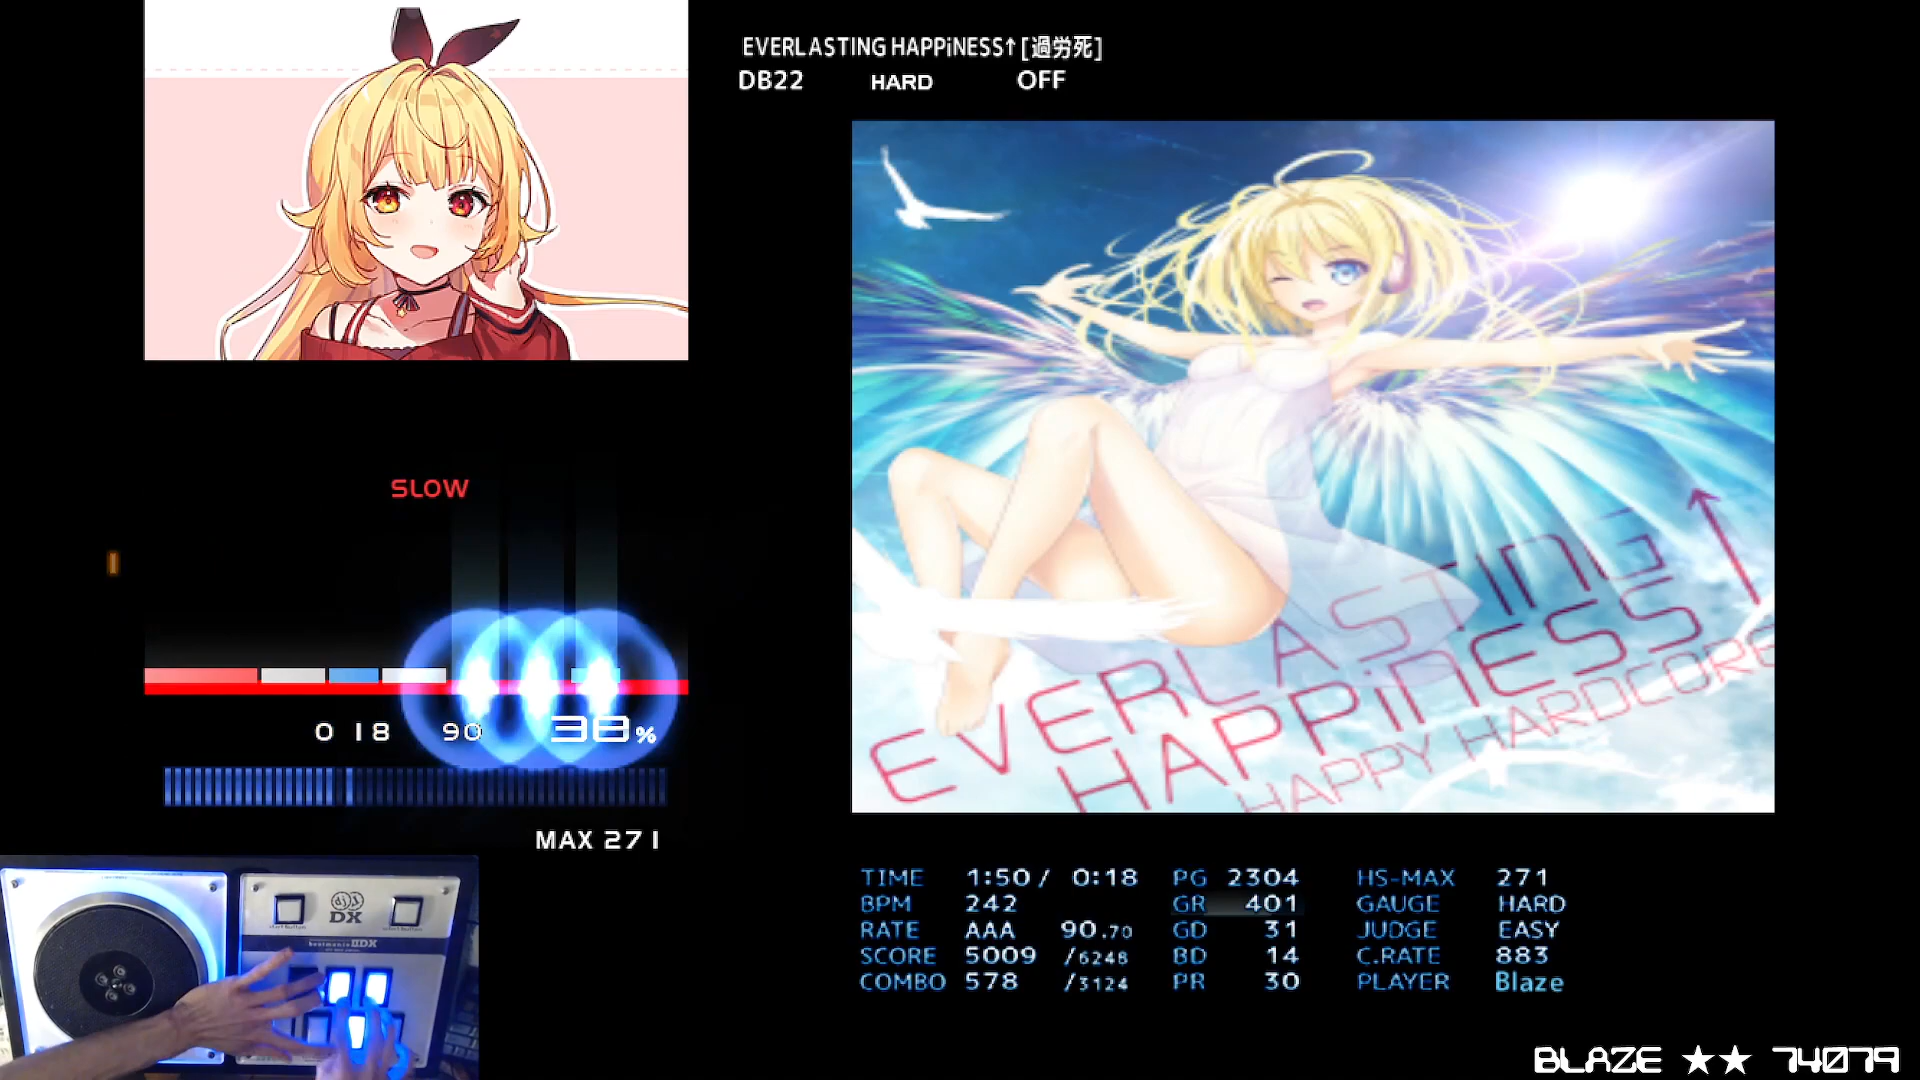 EVERLASTING HAPPiNESS↑ [過労死]
DB22 HARD OFF
SLOW
0 18 90 38%
MAX 271
EVERLASTING↑
HAPPiNESS
HAPPY HARDCORE
DX
beatmania IIDX
TIME 1:50 / 0:18 PG 2304 HS-MAX 271
BPM 242 GR 401 GAUGE HARD
RATE AAA 90.70 GD 31 JUDGE EASY
SCORE 5009 /6248 BD 14 C.RATE 883
COMBO 578 /3124 PR 30 PLAYER Blaze
BLAZE ★★ 74079